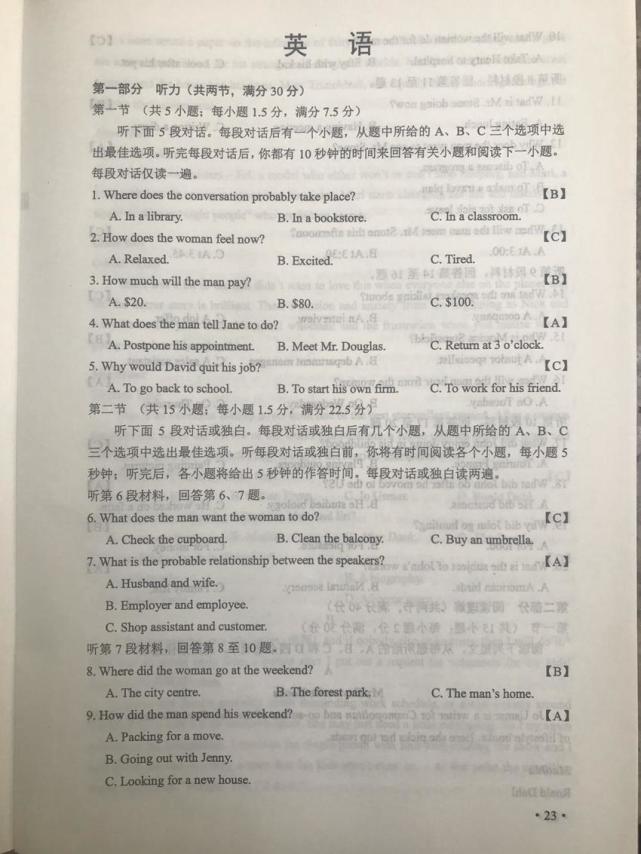 英 语
第一部分 听力（共两节，满分30分）
第一节 （共5小题；每小题1.5分，满分7.5分）
听下面5段对话。每段对话后有一个小题，从题中所给的A、B、C三个选项中选
出最佳选项。听完每段对话后，你都有10秒钟的时间来回答有关小题和阅读下一小题。
每段对话仅读一遍。
1. Where does the conversation probably take place? 【B】
A. In a library. B. In a bookstore. C. In a classroom.
2. How does the woman feel now? 【C】
A. Relaxed. B. Excited. C. Tired.
3. How much will the man pay? 【B】
A. $20. B. $80. C. $100.
4. What does the man tell Jane to do? 【A】
A. Postpone his appointment. B. Meet Mr. Douglas. C. Return at 3 o'clock.
5. Why would David quit his job? 【C】
A. To go back to school. B. To start his own firm. C. To work for his friend.
第二节 （共15小题；每小题1.5分，满分22.5分）
听下面5段对话或独白。每段对话或独白后有几个小题，从题中所给的A、B、C
三个选项中选出最佳选项。听每段对话或独白前，你将有时间阅读各个小题，每小题5
秒钟；听完后，各小题将给出5秒钟的作答时间。每段对话或独白读两遍。
听第6段材料，回答第6、7题。
6. What does the man want the woman to do? 【C】
A. Check the cupboard. B. Clean the balcony. C. Buy an umbrella.
7. What is the probable relationship between the speakers? 【A】
A. Husband and wife.
B. Employer and employee.
C. Shop assistant and customer.
听第7段材料，回答第8至10题。
8. Where did the woman go at the weekend? 【B】
A. The city centre. B. The forest park. C. The man's home.
9. How did the man spend his weekend? 【A】
A. Packing for a move.
B. Going out with Jenny.
C. Looking for a new house.
·23·